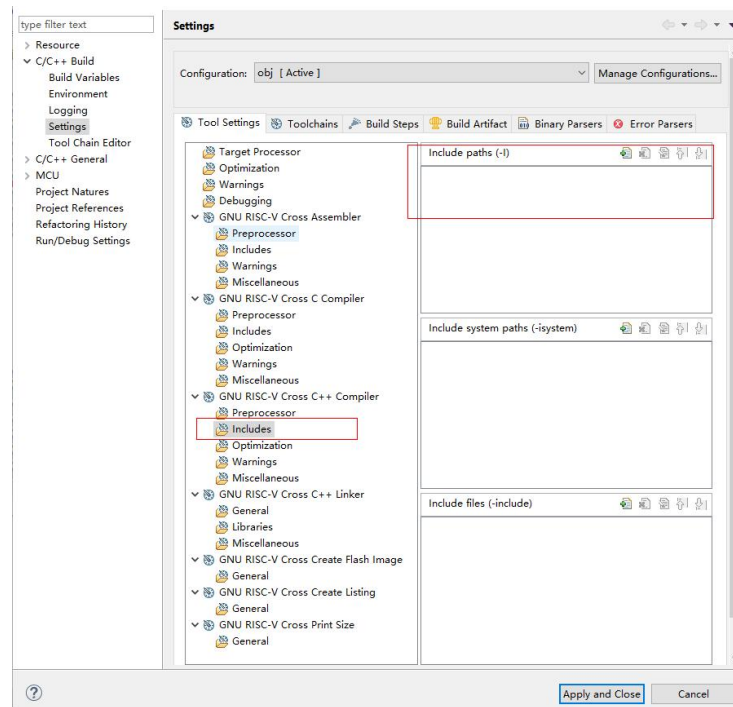 type filter text
Resource
C/C++ Build
Build Variables
Environment
Logging
Settings
Tool Chain Editor
C/C++ General
MCU
Project Natures
Project References
Refactoring History
Run/Debug Settings
Settings
Configuration: obj [ Active ]
Manage Configurations...
Tool Settings Toolchains Build Steps Build Artifact Binary Parsers Error Parsers
Target Processor
Optimization
Warnings
Debugging
GNU RISC-V Cross Assembler
Preprocessor
Includes
Warnings
Miscellaneous
GNU RISC-V Cross C Compiler
Preprocessor
Includes
Optimization
Warnings
Miscellaneous
GNU RISC-V Cross C++ Compiler
Preprocessor
Includes
Optimization
Warnings
Miscellaneous
GNU RISC-V Cross C++ Linker
General
Libraries
Miscellaneous
GNU RISC-V Cross Create Flash Image
General
GNU RISC-V Cross Create Listing
General
GNU RISC-V Cross Print Size
General
Include paths (-I)
Include system paths (-isystem)
Include files (-include)
Apply and Close
Cancel